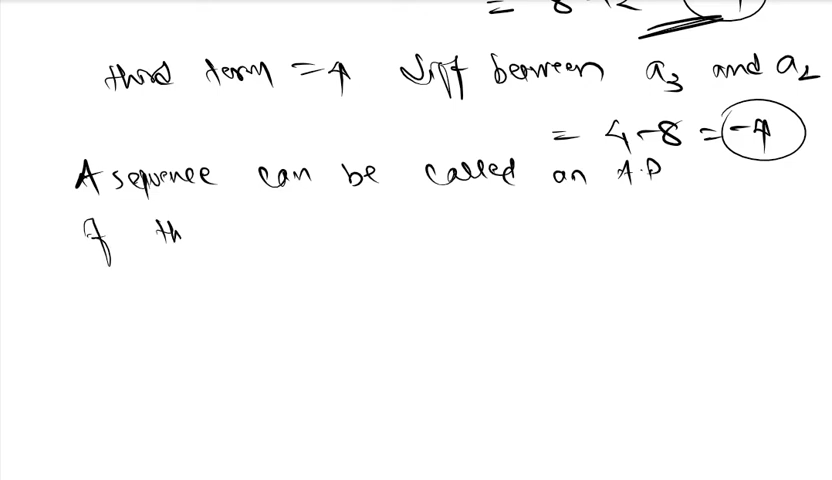 = 8-12
third term = 4 diff between a₃ and a₂
= 4-8 = -4
A sequence can be called an A.P
if th